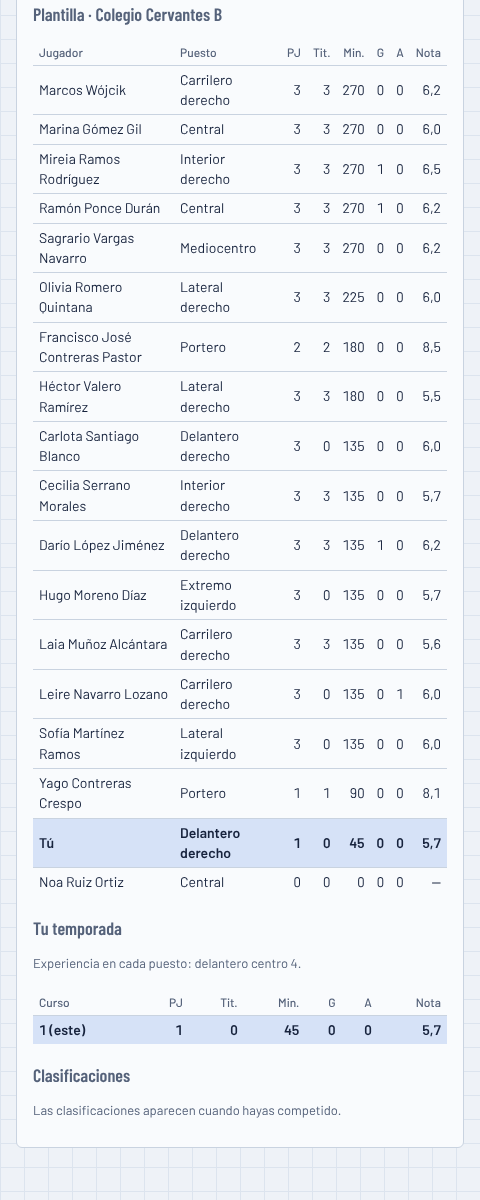 Plantilla · Colegio Cervantes B
Jugador Puesto PJ Tit. Min. G A Nota
Marcos Wójcik Carrilero derecho 3 3 270 0 0 6,2
Marina Gómez Gil Central 3 3 270 0 0 6,0
Mireia Ramos Rodríguez Interior derecho 3 3 270 1 0 6,5
Ramón Ponce Durán Central 3 3 270 1 0 6,2
Sagrario Vargas Navarro Mediocentro 3 3 270 0 0 6,2
Olivia Romero Quintana Lateral derecho 3 3 225 0 0 6,0
Francisco José Contreras Pastor Portero 2 2 180 0 0 8,5
Héctor Valero Ramírez Lateral derecho 3 3 180 0 0 5,5
Carlota Santiago Blanco Delantero derecho 3 0 135 0 0 6,0
Cecilia Serrano Morales Interior derecho 3 3 135 0 0 5,7
Darío López Jiménez Delantero derecho 3 3 135 1 0 6,2
Hugo Moreno Díaz Extremo izquierdo 3 0 135 0 0 5,7
Laia Muñoz Alcántara Carrilero derecho 3 3 135 0 0 5,6
Leire Navarro Lozano Carrilero derecho 3 0 135 0 1 6,0
Sofía Martínez Ramos Lateral izquierdo 3 0 135 0 0 6,0
Yago Contreras Crespo Portero 1 1 90 0 0 8,1
Tú Delantero derecho 1 0 45 0 0 5,7
Noa Ruiz Ortiz Central 0 0 0 0 0 —
Tu temporada
Experiencia en cada puesto: delantero centro 4.
Curso PJ Tit. Min. G A Nota
1 (este) 1 0 45 0 0 5,7
Clasificaciones
Las clasificaciones aparecen cuando hayas competido.